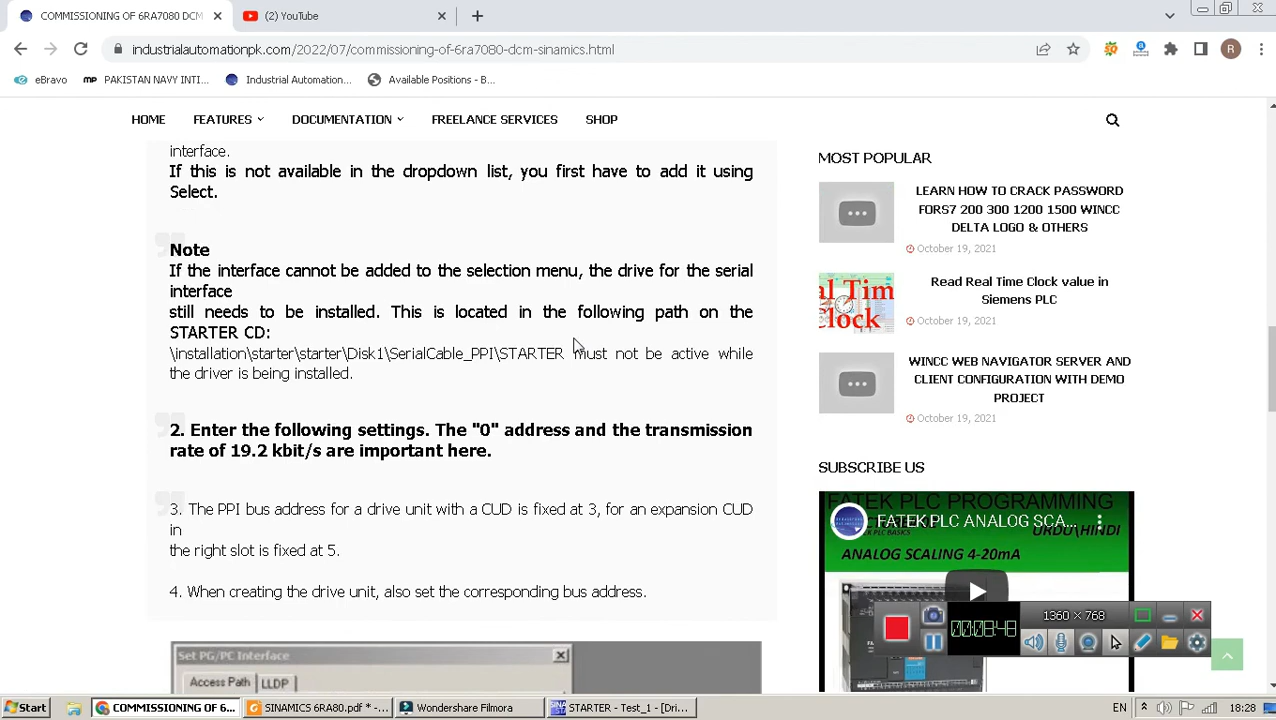 COMMISSIONING OF 6RA7080 DCM
(2) YouTube
industrialautomationpk.com/2022/07/commissioning-of-6ra7080-dcm-sinamics.html
R
eBravo
mp PAKISTAN NAVY INTI...
Industrial Automation...
Available Positions - B...
HOME
FEATURES
DOCUMENTATION
FREELANCE SERVICES
SHOP
interface.
If this is not available in the dropdown list, you first have to add it using
Select.
Note
If the interface cannot be added to the selection menu, the drive for the serial
interface
still needs to be installed. This is located in the following path on the
STARTER CD:
\installation\starter\starter\Disk1\SerialCable_PPI\STARTER must not be active while
the driver is being installed.
2. Enter the following settings. The "0" address and the transmission
rate of 19.2 kbit/s are important here.
3. The PPI bus address for a drive unit with a CUD is fixed at 3, for an expansion CUD
in
the right slot is fixed at 5.
4. When creating the drive unit, also set the corresponding bus address.
Set PG/PC Interface
Access Path
LLDP
MOST POPULAR
LEARN HOW TO CRACK PASSWORD
FORS7 200 300 1200 1500 WINCC
DELTA LOGO & OTHERS
October 19, 2021
al Tim
Clock
Read Real Time Clock value in
Siemens PLC
October 19, 2021
WINCC WEB NAVIGATOR SERVER AND
CLIENT CONFIGURATION WITH DEMO
PROJECT
October 19, 2021
SUBSCRIBE US
FATEK PLC PROGRAMMING
FATEK PLC ANALOG SCA...
FATEK PLC BASICS
URDU\HINDI
ANALOG SCALING 4-20mA
00:08:48
1360 × 768
Start
COMMISSIONING OF 6...
SINAMICS 6RA80.pdf * ...
Wondershare Filmora
STARTER - Test_1 - [Dri...
EN
18:28